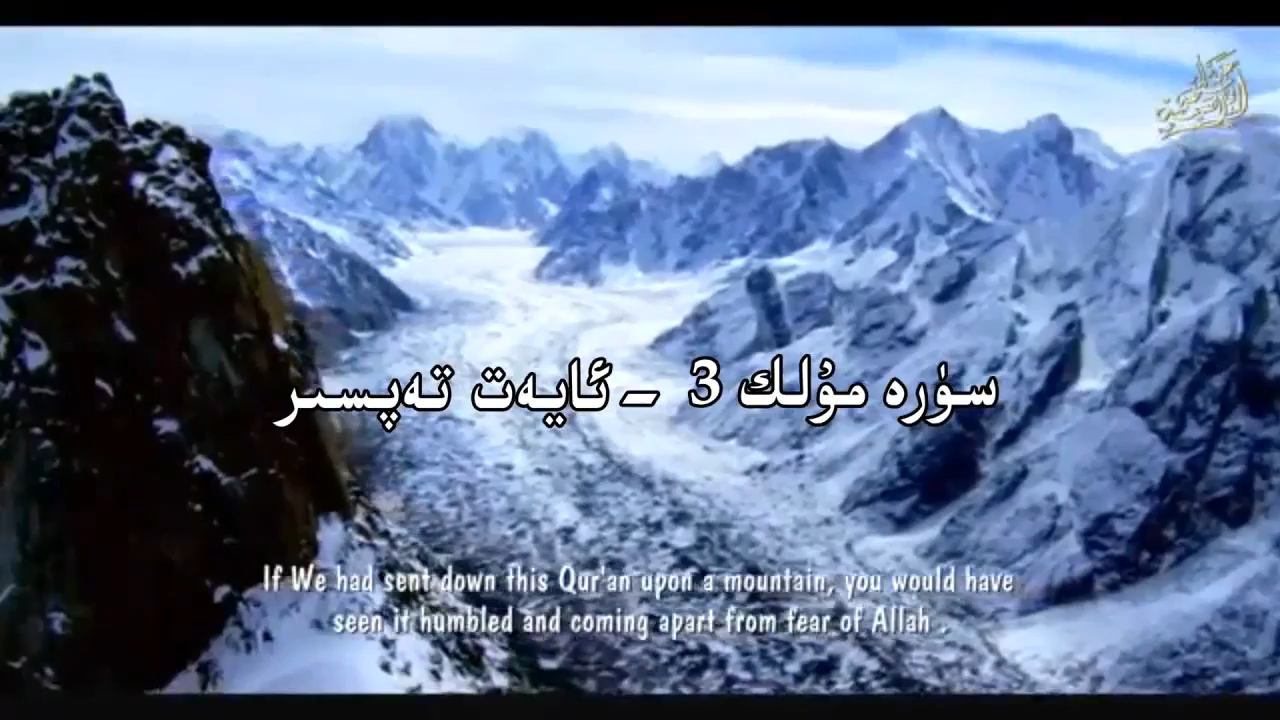 سۈرە مۇلك 3 - ئايەت تەپسىر
If We had sent down this Qur'an upon a mountain, you would have
seen it humbled and coming apart from fear of Allah .